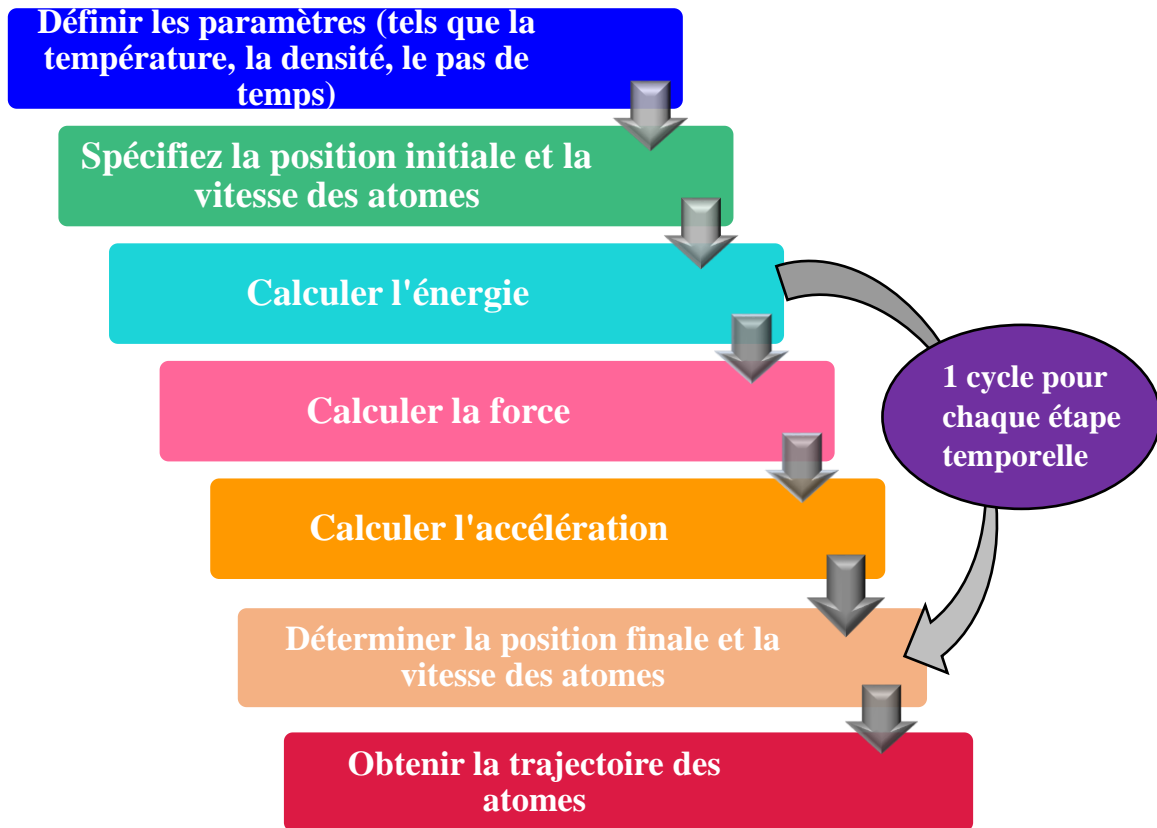 Définir les paramètres (tels que la
température, la densité, le pas de
temps)
Spécifiez la position initiale et la
vitesse des atomes
Calculer l'énergie
Calculer la force
Calculer l'accélération
Déterminer la position finale et la
vitesse des atomes
Obtenir la trajectoire des
atomes
1 cycle pour
chaque étape
temporelle